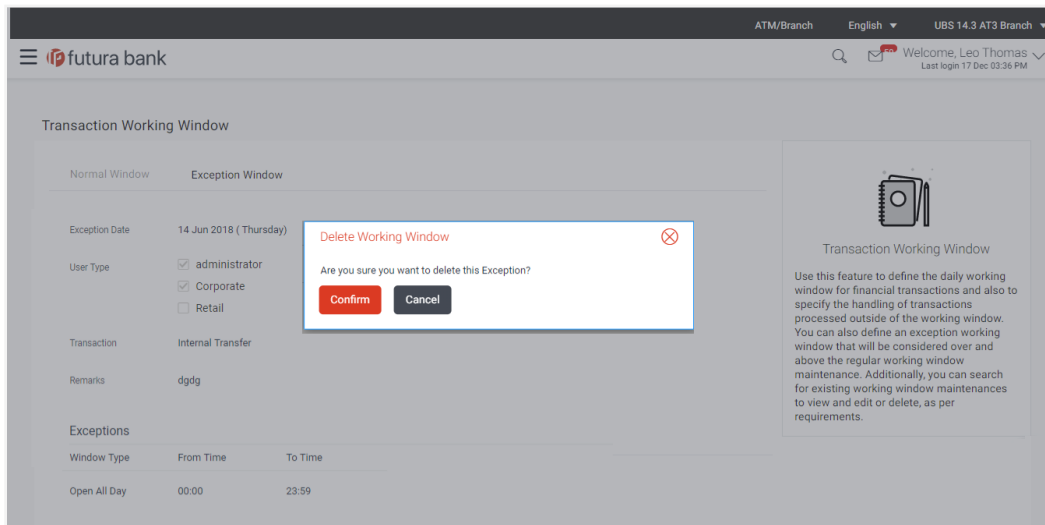 ATM/Branch English UBS 14.3 AT3 Branch
futura bank
Welcome, Leo Thomas
Last login 17 Dec 03:36 PM
Transaction Working Window
Normal Window Exception Window
Exception Date 14 Jun 2018 ( Thursday)
User Type administrator
Corporate
Retail
Transaction Internal Transfer
Remarks dgdg
Exceptions
Window Type From Time To Time
Open All Day 00:00 23:59
Delete Working Window
Are you sure you want to delete this Exception?
Confirm Cancel
Transaction Working Window
Use this feature to define the daily working
window for financial transactions and also to
specify the handling of transactions
processed outside of the working window.
You can also define an exception working
window that will be considered over and
above the regular working window
maintenance. Additionally, you can search
for existing working window maintenances
to view and edit or delete, as per
requirements.